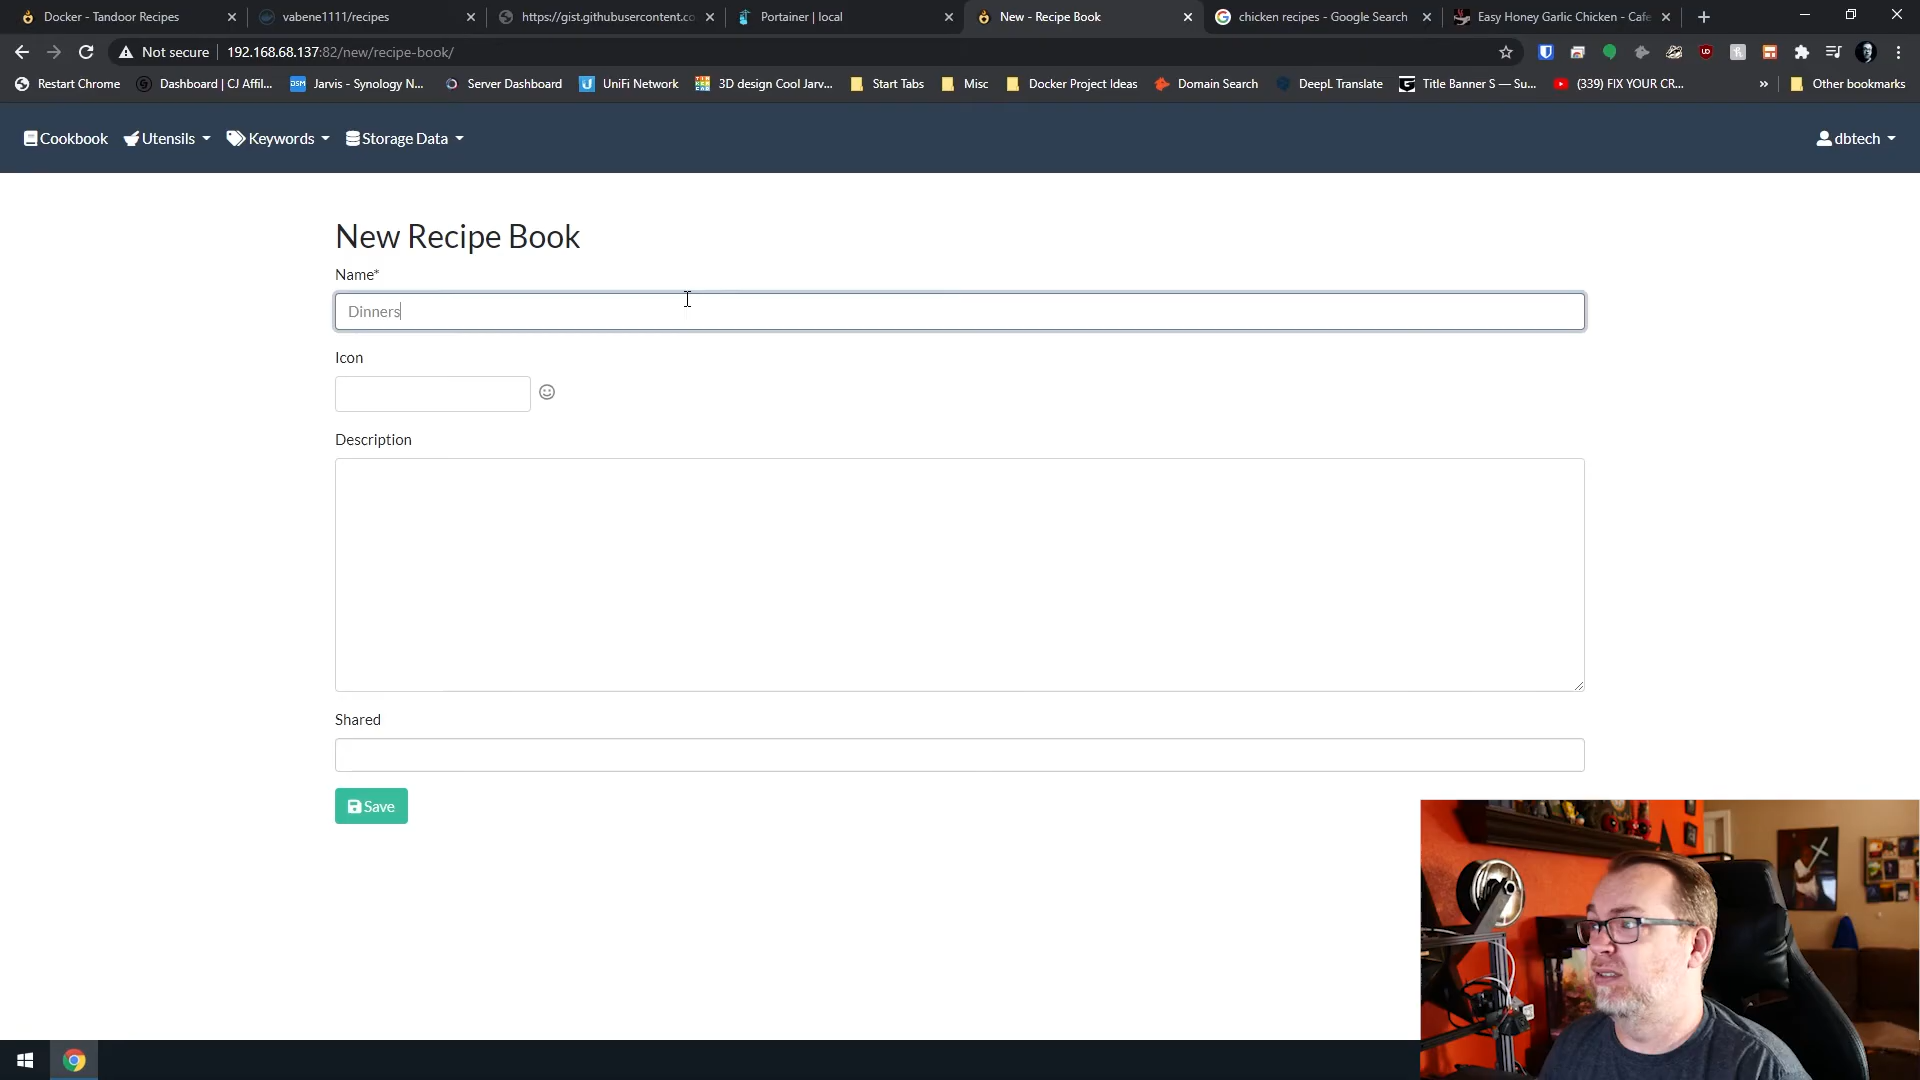 Docker - Tandoor Recipes
vabene1111/recipes
https://gist.githubusercontent.co
Portainer | local
New - Recipe Book
chicken recipes - Google Search
Easy Honey Garlic Chicken - Cafe
Not secure
192.168.68.137:82/new/recipe-book/
Restart Chrome
Dashboard | CJ Affil...
Jarvis - Synology N...
Server Dashboard
UniFi Network
3D design Cool Jarv...
Start Tabs
Misc
Docker Project Ideas
Domain Search
DeepL Translate
Title Banner S — Su...
(339) FIX YOUR CR...
»
Other bookmarks
Cookbook
Utensils
Keywords
Storage Data
dbtech
New Recipe Book
Name*
Dinners
Icon
Description
Shared
Save